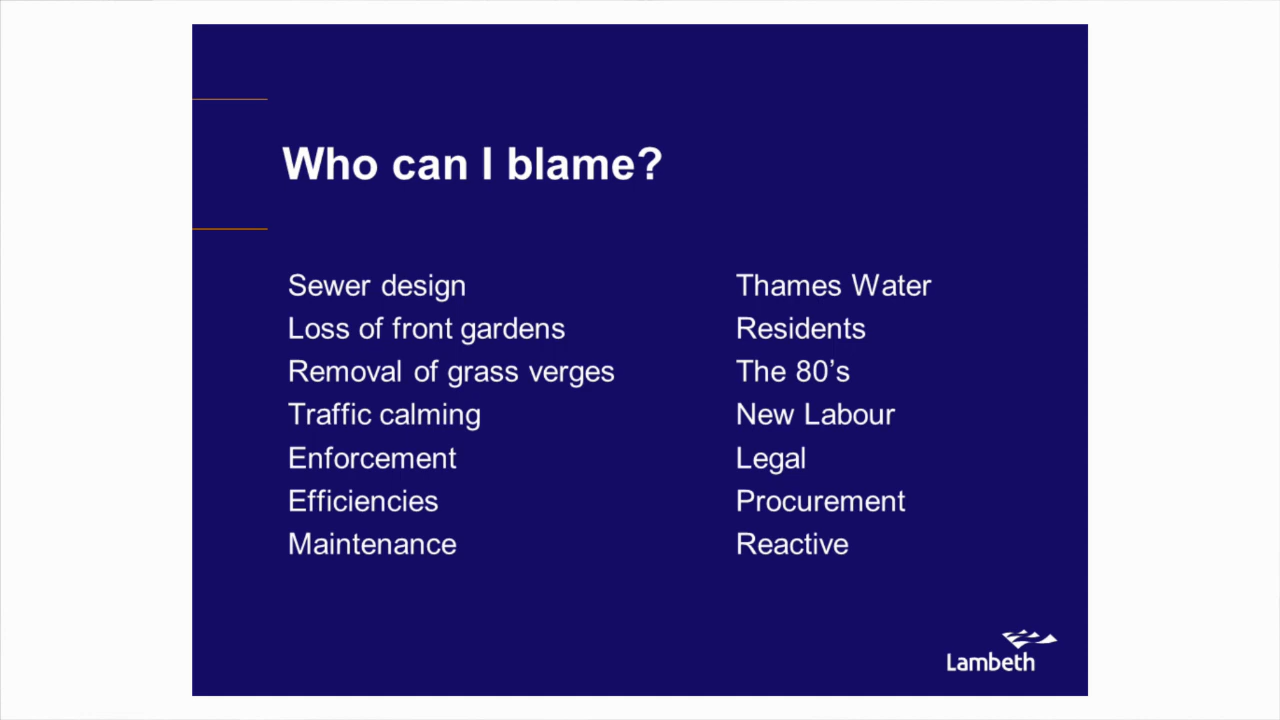 Who can I blame?
Sewer design Thames Water
Loss of front gardens Residents
Removal of grass verges The 80’s
Traffic calming New Labour
Enforcement Legal
Efficiencies Procurement
Maintenance Reactive
Lambeth